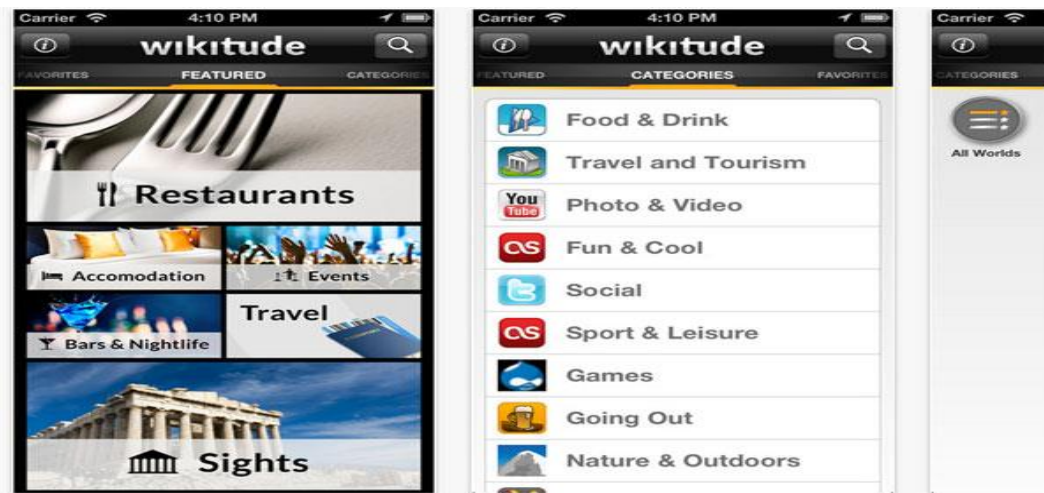 Carrier 4:10 PM
wikitude
FAVORITES FEATURED CATEGORIES
Restaurants
Accomodation
Events
Bars & Nightlife
Travel
Sights
Carrier 4:10 PM
wikitude
FEATURED CATEGORIES FAVORITES
Food & Drink
Travel and Tourism
You
Tube
Photo & Video
Fun & Cool
Social
Sport & Leisure
Games
Going Out
Nature & Outdoors
Carrier
CATEGORIES
All Worlds